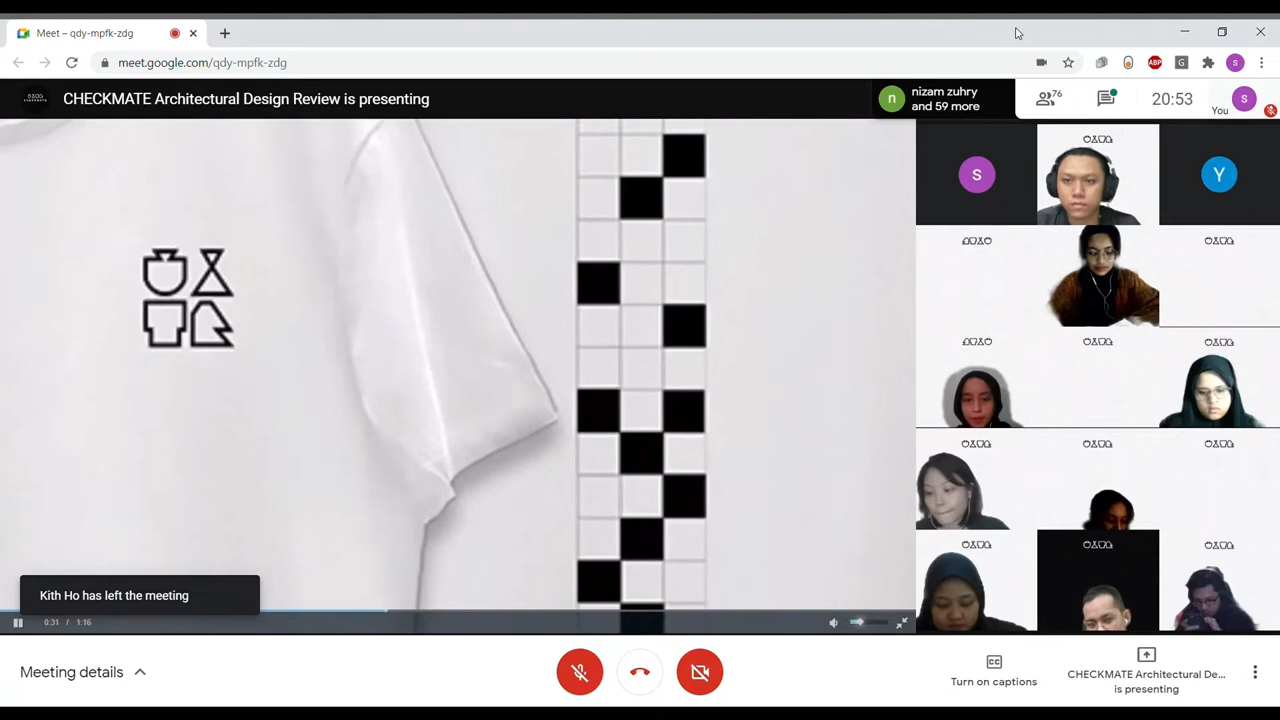 Meet – qdy-mpfk-zdg
meet.google.com/qdy-mpfk-zdg
ABP
G
S
CHECKMATE Architectural Design Review is presenting
n
nizam zuhry
and 59 more
76
20:53
You
S
S
Y
Kith Ho has left the meeting
0:31 / 1:16
Meeting details
CC
Turn on captions
CHECKMATE Architectural De...
is presenting